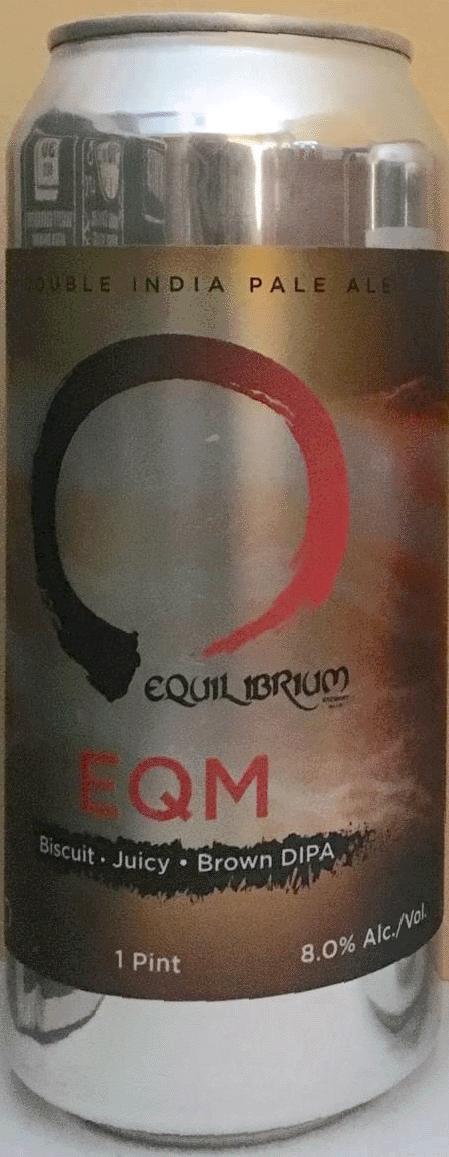 DOUBLE INDIA PALE ALE
EQUILIBRIUM
EQM
Biscuit • Juicy • Brown DIPA
1 Pint
8.0% Alc./Vol.